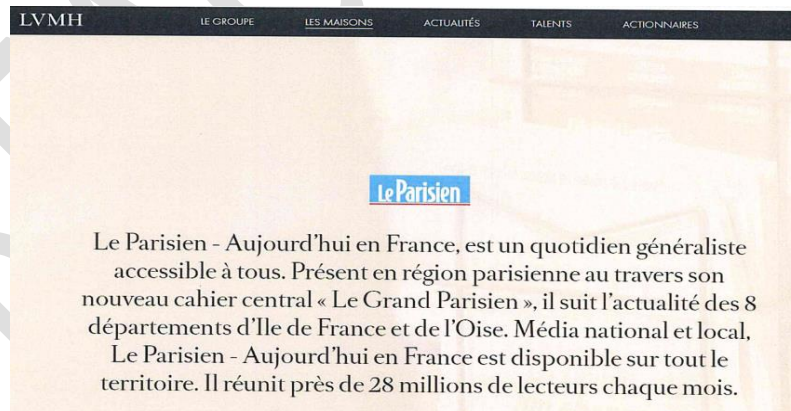 LVMH LE GROUPE LES MAISONS ACTUALITÉS TALENTS ACTIONNAIRES
Le Parisien
Le Parisien - Aujourd'hui en France, est un quotidien généraliste
accessible à tous. Présent en région parisienne au travers son
nouveau cahier central « Le Grand Parisien », il suit l'actualité des 8
départements d'Ile de France et de l'Oise. Média national et local,
Le Parisien - Aujourd'hui en France est disponible sur tout le
territoire. Il réunit près de 28 millions de lecteurs chaque mois.